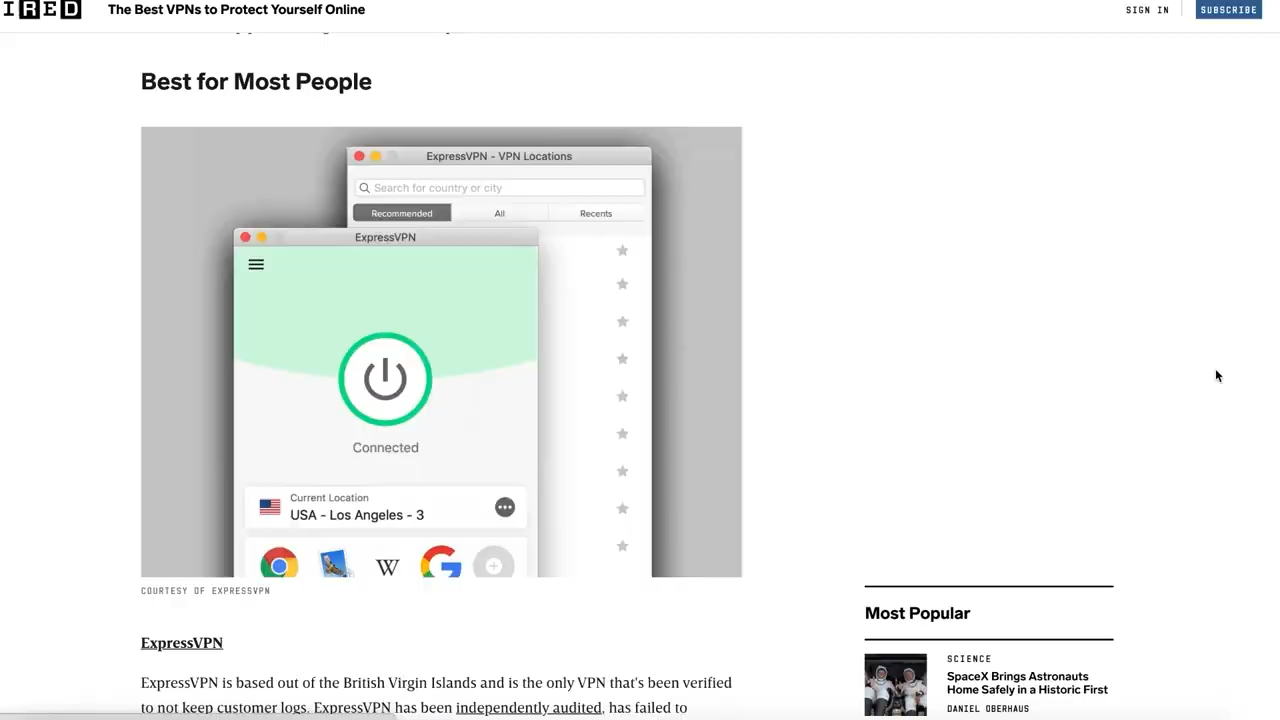 IRED
The Best VPNs to Protect Yourself Online
SIGN IN
SUBSCRIBE
Best for Most People
ExpressVPN - VPN Locations
Search for country or city
Recommended
All
Recents
ExpressVPN
Connected
Current Location
USA - Los Angeles - 3
W
G
COURTESY OF EXPRESSVPN
ExpressVPN
ExpressVPN is based out of the British Virgin Islands and is the only VPN that's been verified
to not keep customer logs. ExpressVPN has been independently audited, has failed to
Most Popular
SCIENCE
SpaceX Brings Astronauts
Home Safely in a Historic First
DANIEL OBERHAUS